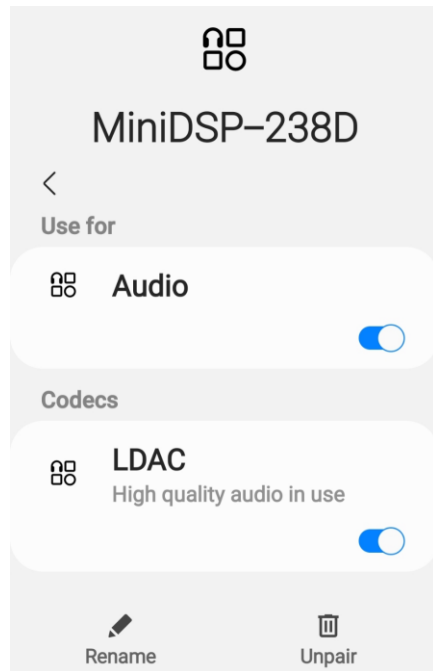 MiniDSP–238D
Use for
Audio
Codecs
LDAC
High quality audio in use
Rename
Unpair